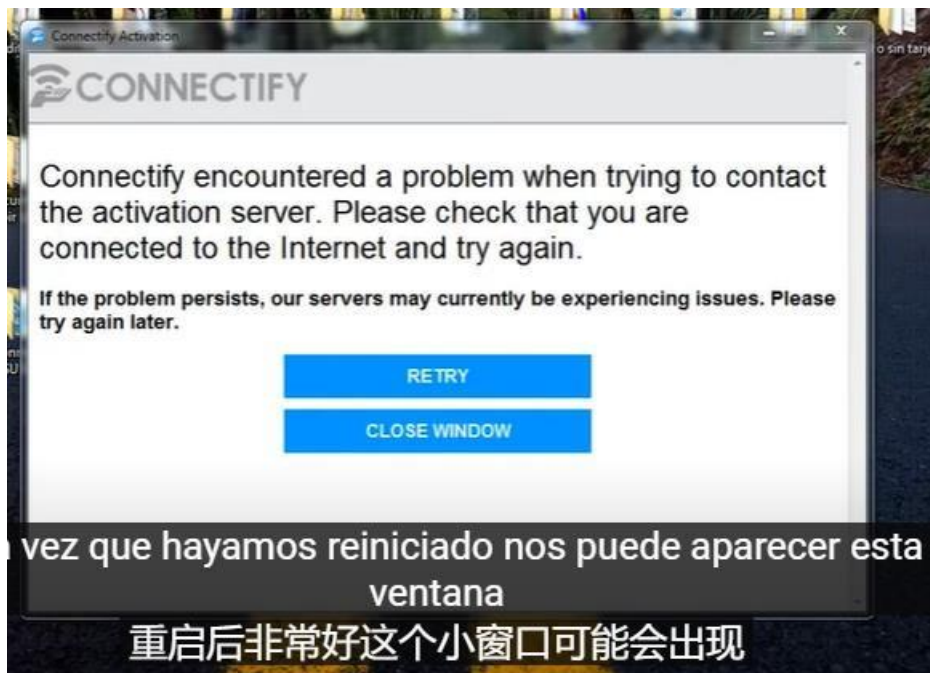 Connectify Activation
o sin tarje
CONNECTIFY
Connectify encountered a problem when trying to contact
the activation server. Please check that you are
connected to the Internet and try again.
If the problem persists, our servers may currently be experiencing issues. Please
try again later.
RETRY
CLOSE WINDOW
vez que hayamos reiniciado nos puede aparecer esta
ventana
重启后非常好这个小窗口可能会出现